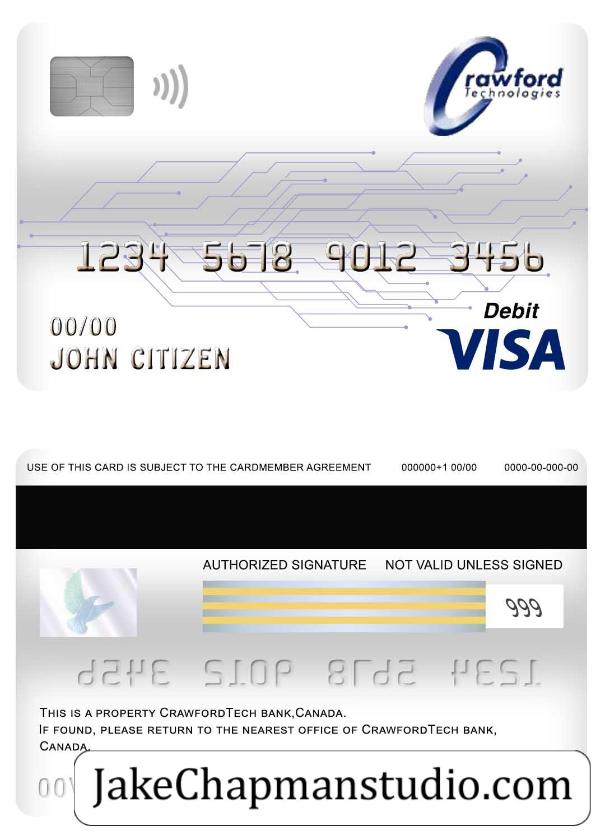 Crawford
Technologies
1234 5678 9012 3456
Debit
00/00
VISA
JOHN CITIZEN
USE OF THIS CARD IS SUBJECT TO THE CARDMEMBER AGREEMENT 000000+1 00/00 0000-00-000-00
AUTHORIZED SIGNATURE NOT VALID UNLESS SIGNED
999
THIS IS A PROPERTY CRAWFORDTECH BANK,CANADA.
IF FOUND, PLEASE RETURN TO THE NEAREST OFFICE OF CRAWFORDTECH BANK,
CANADA.
JakeChapmanstudio.com